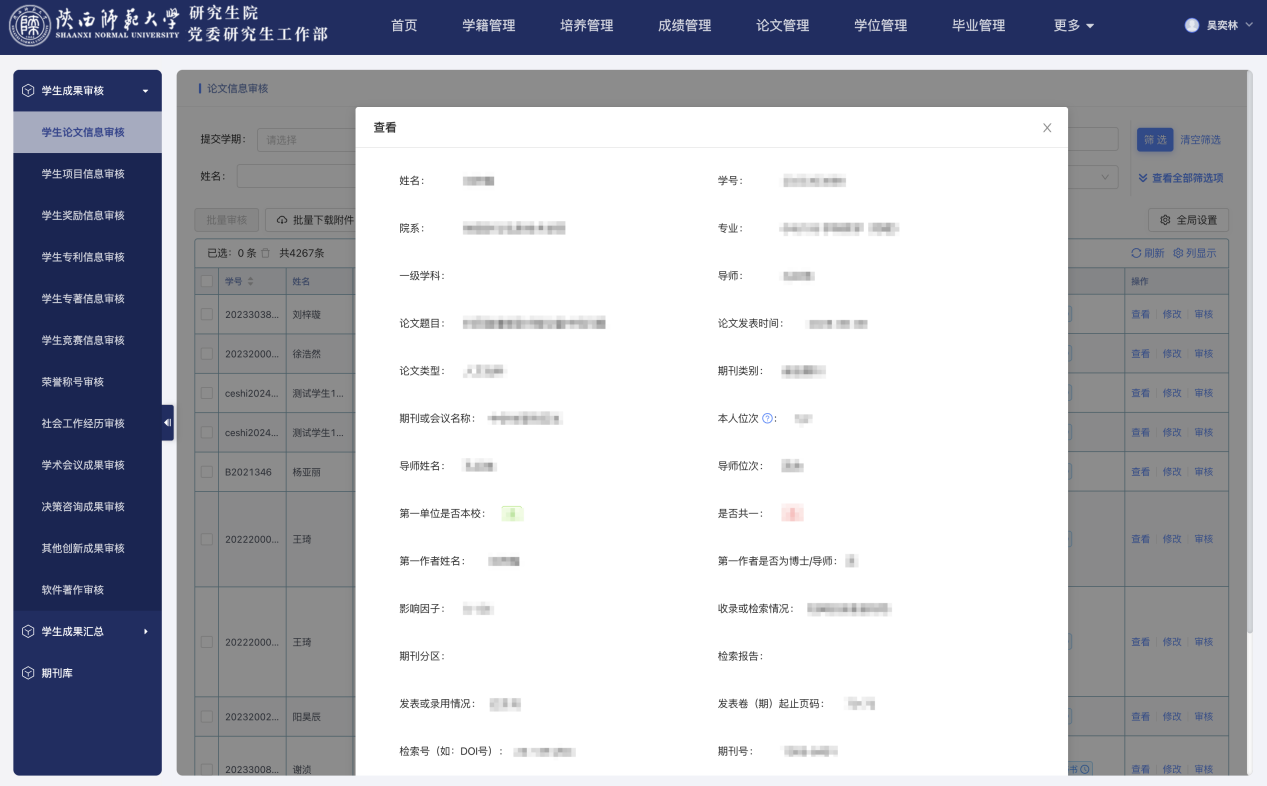 陕西师范大学
SHAANXI NORMAL UNIVERSITY
研究生院
党委研究生工作部
首页 学籍管理 培养管理 成绩管理 论文管理 学位管理 毕业管理 更多
吴奕林
学生成果审核
学生论文信息审核
学生项目信息审核
学生奖励信息审核
学生专利信息审核
学生专著信息审核
学生竞赛信息审核
荣誉称号审核
社会工作经历审核
学术会议成果审核
决策咨询成果审核
其他创新成果审核
软件著作审核
学生成果汇总
期刊库
论文信息审核
提交学期: 请选择
筛选 清空筛选
姓名:
查看全部筛选项
批量审核 批量下载附件
全局设置
已选: 0 条 共4267条
刷新 列显示
学号 姓名 操作
20233038... 刘梓璇 查看 修改 审核
20232000... 徐浩然 查看 修改 审核
ceshi2024... 测试学生1... 查看 修改 审核
ceshi2024... 测试学生1... 查看 修改 审核
B2021346 杨亚丽 查看 修改 审核
20222000... 王琦 查看 修改 审核
20222000... 王琦 查看 修改 审核
20232002... 阳昊辰 查看 修改 审核
20233008... 谢浈 书 查看 修改 审核
查看
姓名: 学号:
院系: 专业:
一级学科: 导师:
论文题目: 论文发表时间:
论文类型: 期刊类别:
期刊或会议名称: 本人位次 :
导师姓名: 导师位次:
第一单位是否本校: 是否共一:
第一作者姓名: 第一作者是否为博士/导师:
影响因子: 收录或检索情况:
期刊分区: 检索报告:
发表或录用情况: 发表卷（期）起止页码:
检索号（如: DOI号）: 期刊号: